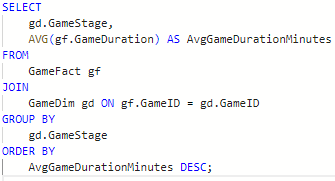 SELECT
    gd.GameStage,
    AVG(gf.GameDuration) AS AvgGameDurationMinutes
FROM
    GameFact gf
JOIN
    GameDim gd ON gf.GameID = gd.GameID
GROUP BY
    gd.GameStage
ORDER BY
    AvgGameDurationMinutes DESC;